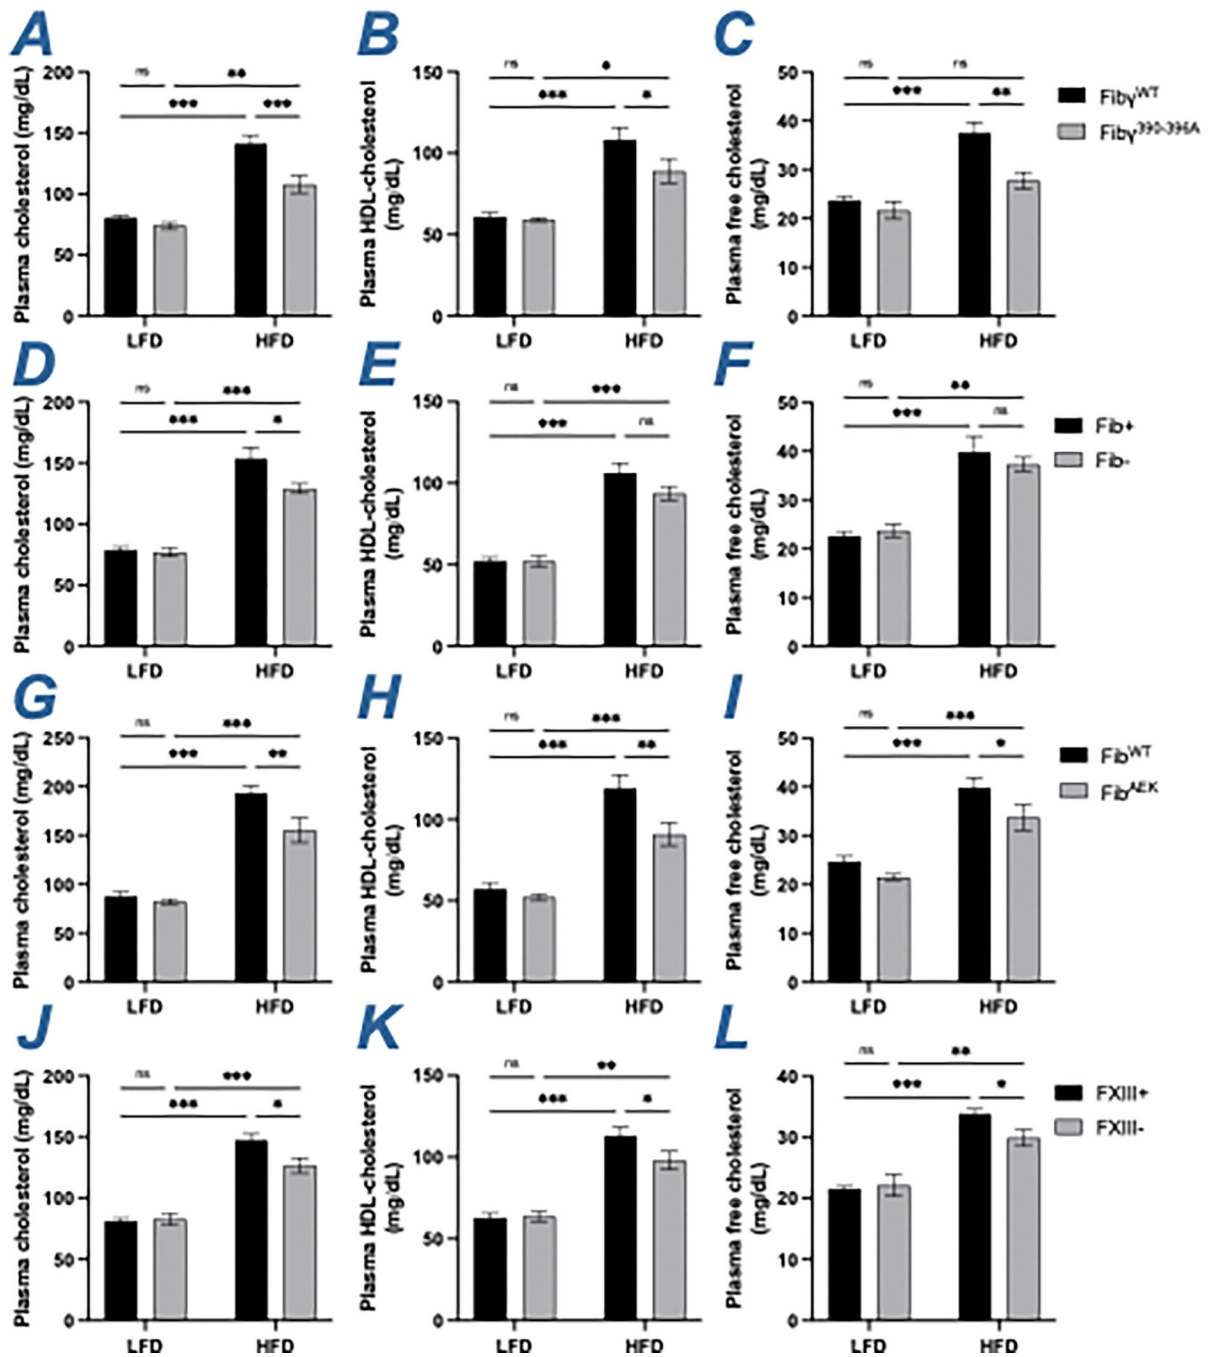 A
B
C
Plasma cholesterol (mg/dL)
200
150
100
50
0
ns
**
***
***
LFD
HFD
Plasma HDL-cholesterol
(mg/dL)
150
100
50
0
ns
*
***
*
LFD
HFD
Plasma free cholesterol
(mg/dL)
50
40
30
20
10
0
ns
ns
***
**
LFD
HFD
FibγWT
Fibγ390-396A
D
E
F
Plasma cholesterol (mg/dL)
200
150
100
50
0
ns
***
***
*
LFD
HFD
Plasma HDL-cholesterol
(mg/dL)
150
100
50
0
ns
***
***
ns
LFD
HFD
Plasma free cholesterol
(mg/dL)
50
40
30
20
10
0
ns
**
***
ns
LFD
HFD
Fib+
Fib-
G
H
I
Plasma cholesterol (mg/dL)
250
200
150
100
50
0
ns
***
***
**
LFD
HFD
Plasma HDL-cholesterol
(mg/dL)
150
100
50
0
ns
***
***
**
LFD
HFD
Plasma free cholesterol
(mg/dL)
50
40
30
20
10
0
ns
***
***
*
LFD
HFD
FibWT
FibAEK
J
K
L
Plasma cholesterol (mg/dL)
200
150
100
50
0
ns
***
***
*
LFD
HFD
Plasma HDL-cholesterol
(mg/dL)
150
100
50
0
ns
**
***
*
LFD
HFD
Plasma free cholesterol
(mg/dL)
40
30
20
10
0
ns
**
***
*
LFD
HFD
FXIII+
FXIII-